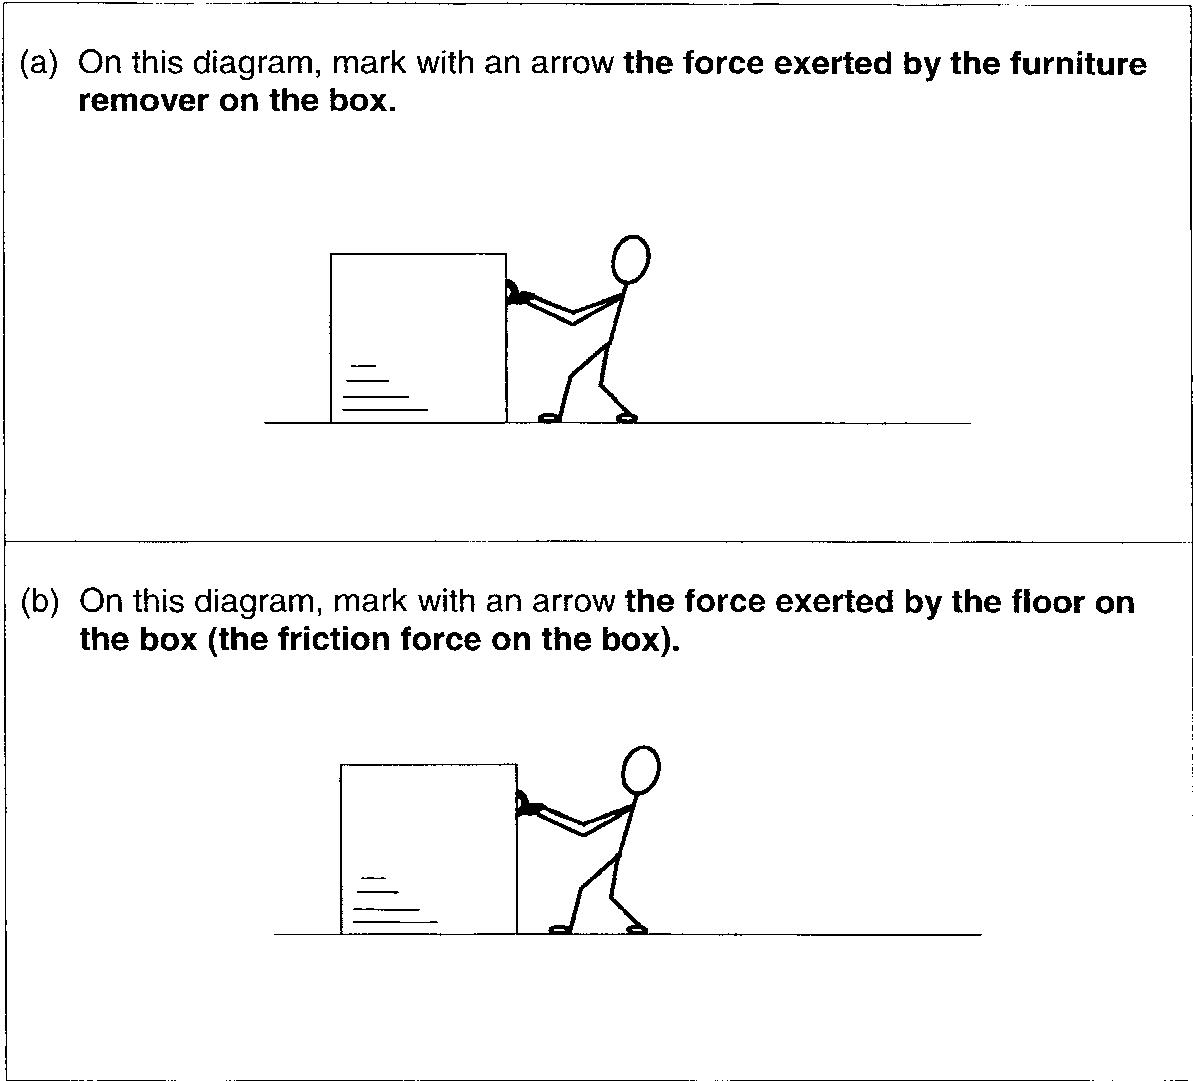 (a) On this diagram, mark with an arrow the force exerted by the furniture
remover on the box.
(b) On this diagram, mark with an arrow the force exerted by the floor on
the box (the friction force on the box).